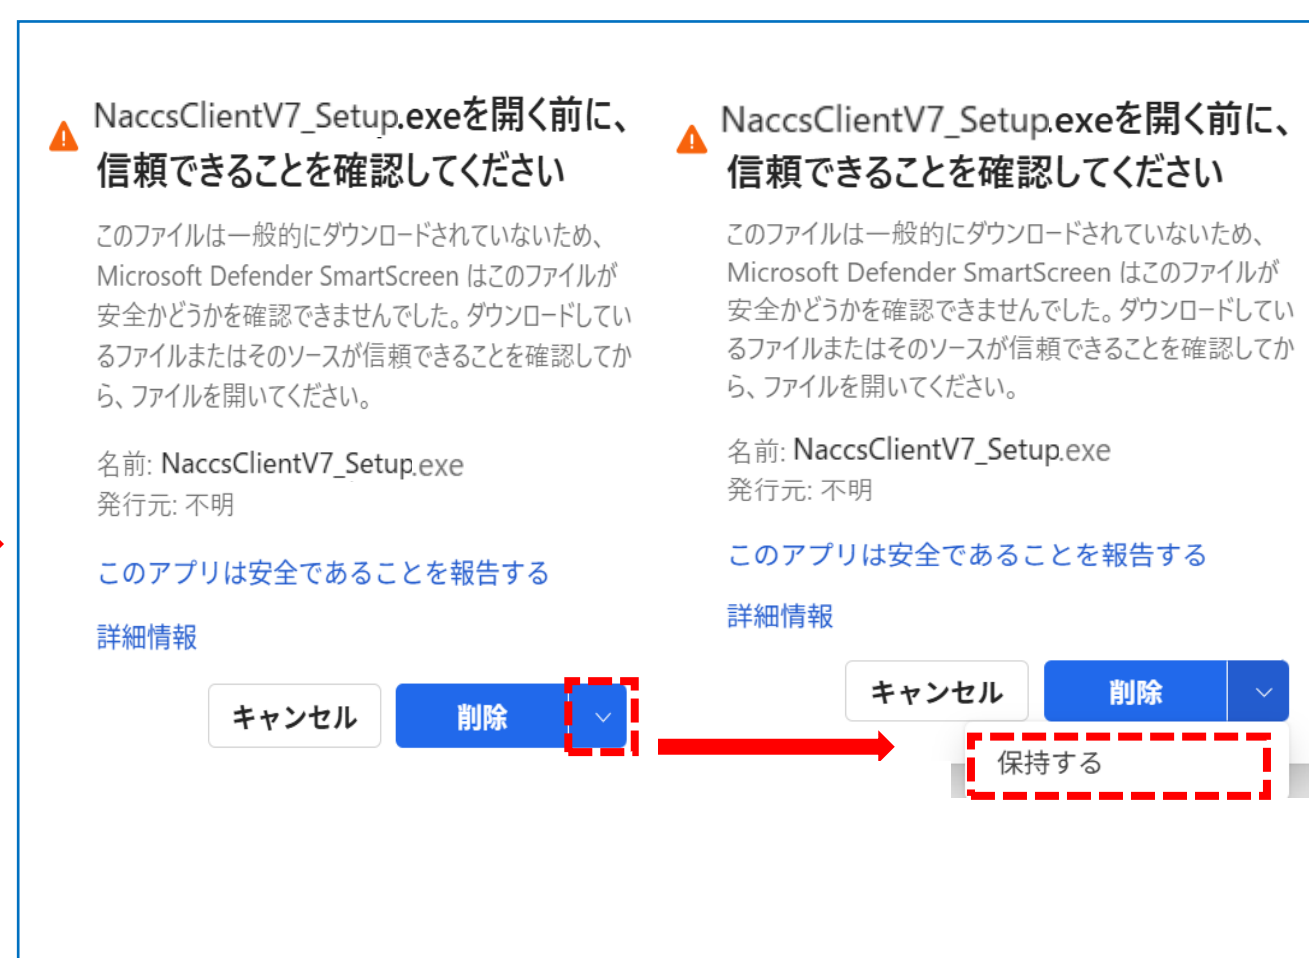 NaccsClientV7_Setup.exeを開く前に、
信頼できることを確認してください
このファイルは一般的にダウンロードされていないため、
Microsoft Defender SmartScreen はこのファイルが
安全かどうかを確認できませんでした。ダウンロードしてい
るファイルまたはそのソースが信頼できることを確認してか
ら、ファイルを開いてください。
名前: NaccsClientV7_Setup.exe
発行元: 不明
このアプリは安全であることを報告する
詳細情報
キャンセル
削除
NaccsClientV7_Setup.exeを開く前に、
信頼できることを確認してください
このファイルは一般的にダウンロードされていないため、
Microsoft Defender SmartScreen はこのファイルが
安全かどうかを確認できませんでした。ダウンロードしてい
るファイルまたはそのソースが信頼できることを確認してか
ら、ファイルを開いてください。
名前: NaccsClientV7_Setup.exe
発行元: 不明
このアプリは安全であることを報告する
詳細情報
キャンセル
削除
保持する